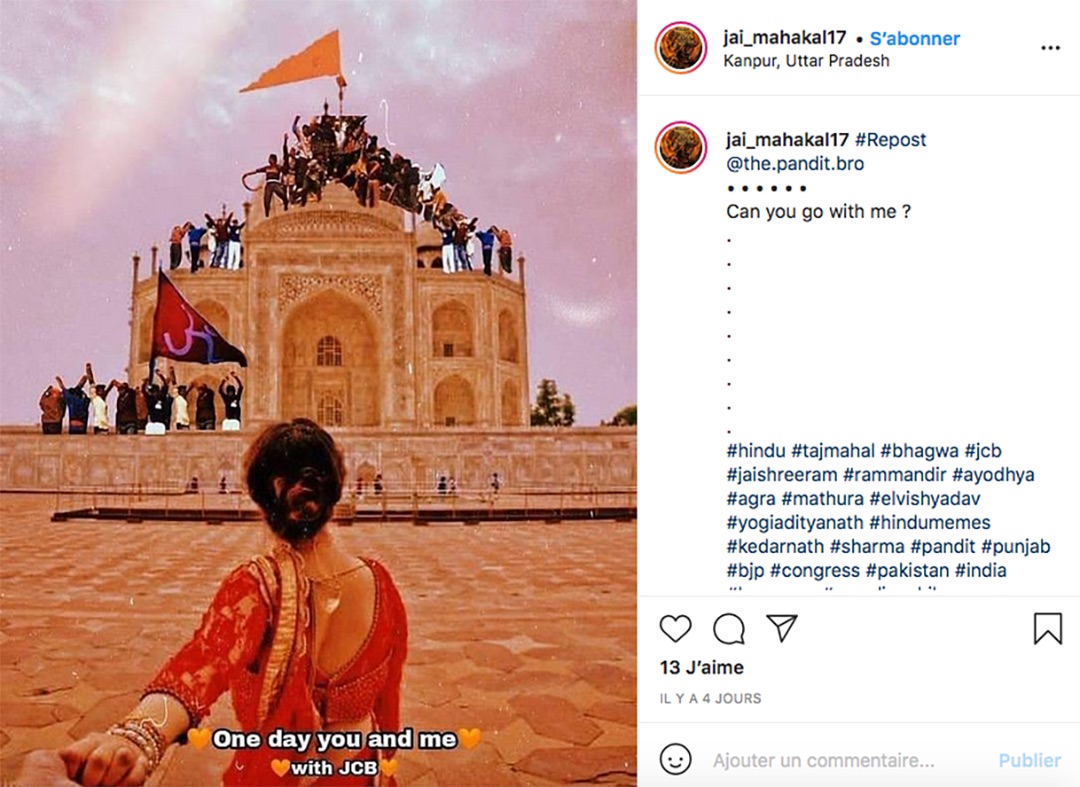 One day you and me
with JCB
jai_mahakal17 • S'abonner
Kanpur, Uttar Pradesh
jai_mahakal17 #Repost
@the.pandit.bro
• • • • • •
Can you go with me ?
.
.
.
.
.
.
.
.
.
#hindu #tajmahal #bhagwa #jcb
#jaishreeram #rammandir #ayodhya
#agra #mathura #elvishyadav
#yogiadityanath #hindumemes
#kedarnath #sharma #pandit #punjab
#bjp #congress #pakistan #india
13 J'aime
IL Y A 4 JOURS
Ajouter un commentaire...
Publier